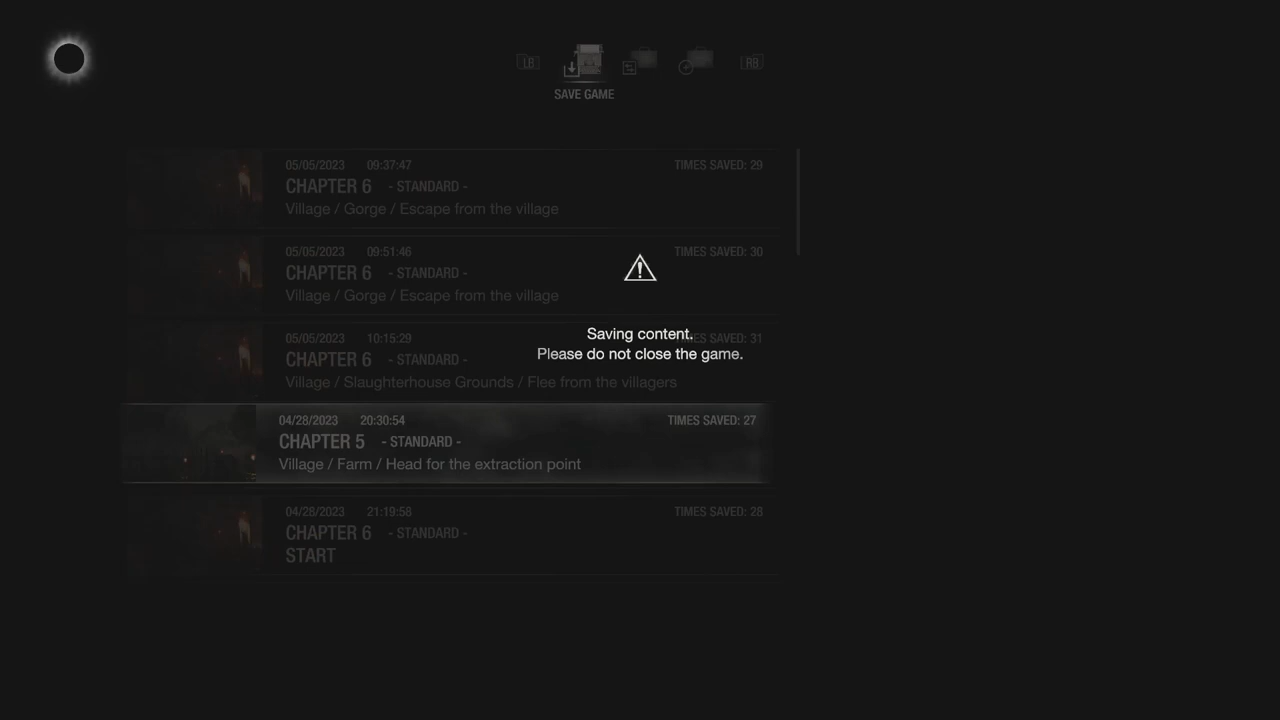 LB
RB
SAVE GAME
05/05/2023 09:37:47 TIMES SAVED: 29
CHAPTER 6 - STANDARD -
Village / Gorge / Escape from the village
05/05/2023 09:51:46 TIMES SAVED: 30
CHAPTER 6 - STANDARD -
Village / Gorge / Escape from the village
Saving content.
Please do not close the game.
05/05/2023 10:15:29 TIMES SAVED: 31
CHAPTER 6 - STANDARD -
Village / Slaughterhouse Grounds / Flee from the villagers
04/28/2023 20:30:54 TIMES SAVED: 27
CHAPTER 5 - STANDARD -
Village / Farm / Head for the extraction point
04/28/2023 21:19:58 TIMES SAVED: 28
CHAPTER 6 - STANDARD -
START